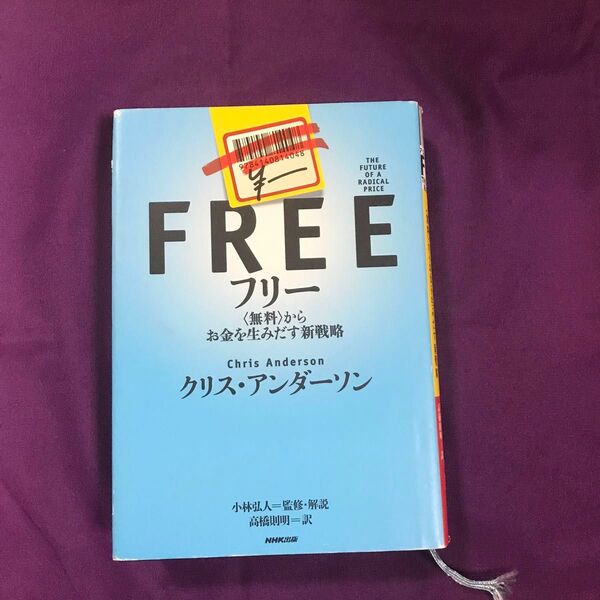 9784140814048
¥—
THE
FUTURE
OF A
RADICAL
PRICE
FREE
フリー
〈無料〉から
お金を生みだす新戦略
Chris Anderson
クリス・アンダーソン
小林弘人＝監修・解説
高橋則明＝訳
NHK出版